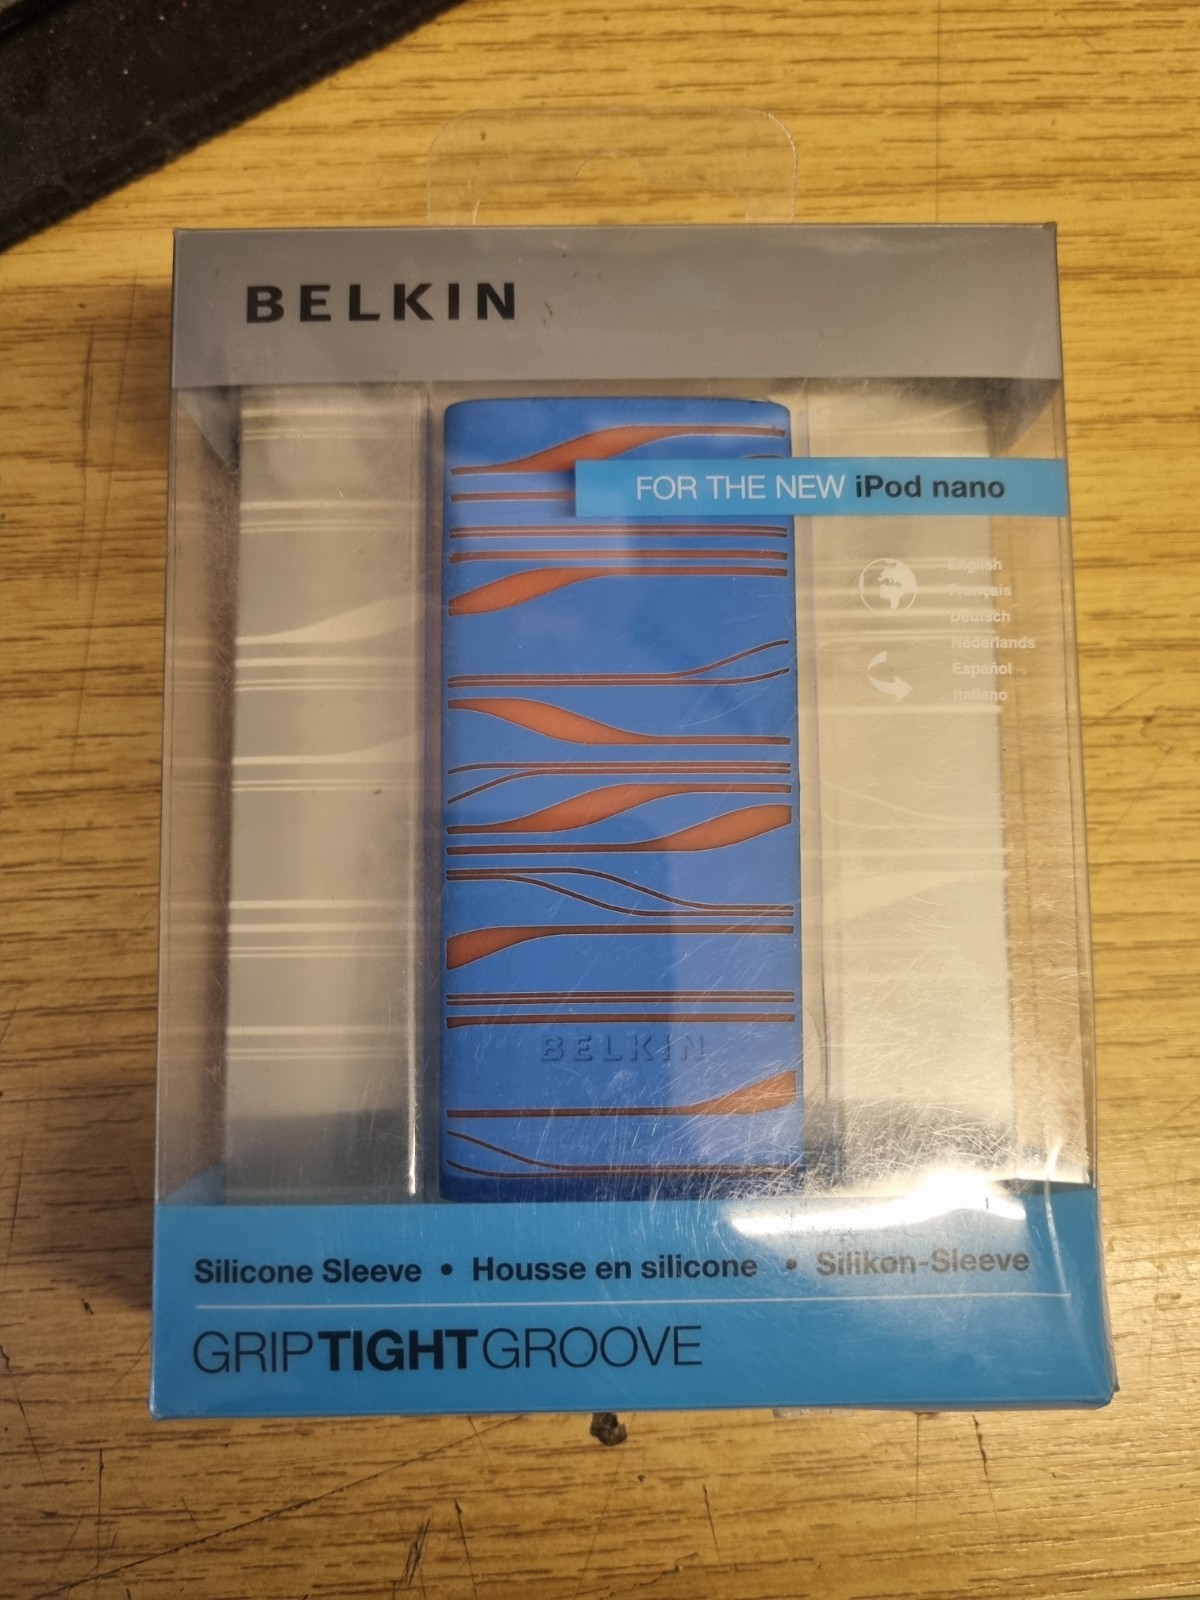 BELKIN
FOR THE NEW iPod nano
English
Français
Deutsch
Nederlands
Español
Italiano
BELKIN
Silicone Sleeve • Housse en silicone • Silikon-Sleeve
GRIPTIGHTGROOVE